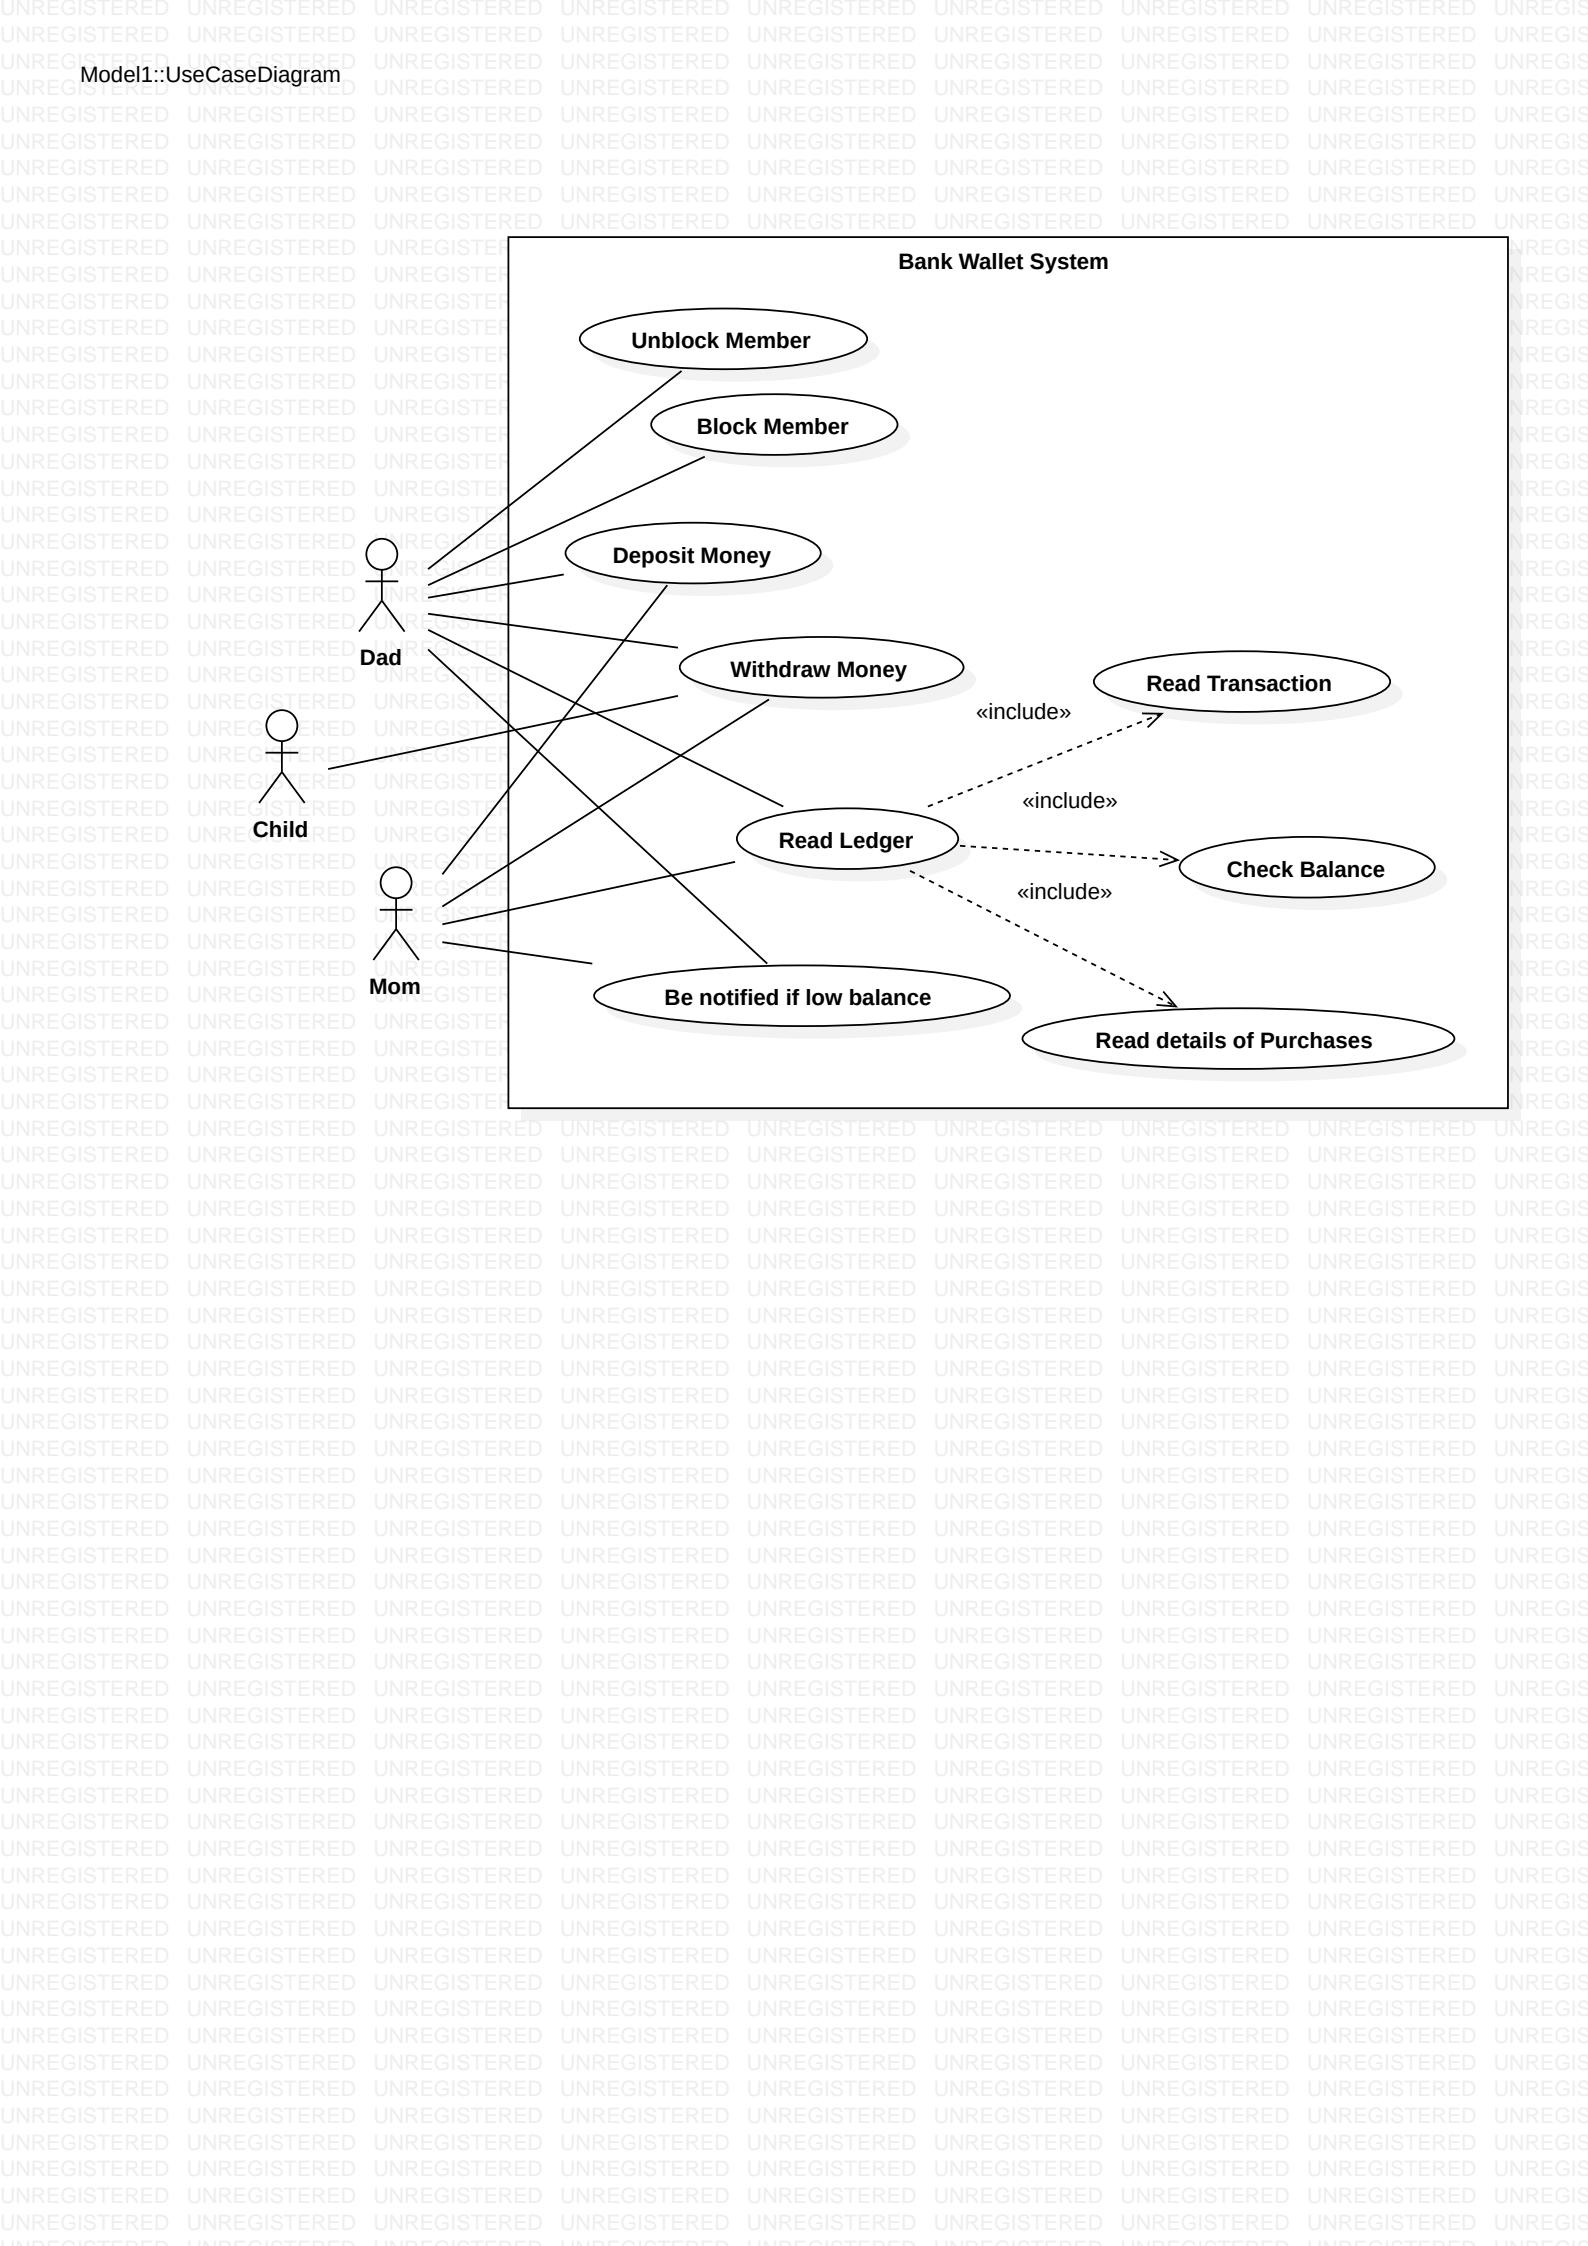 Model1::UseCaseDiagram
Bank Wallet System
Unblock Member
Block Member
Deposit Money
Dad
Withdraw Money
Read Transaction
«include»
Child
«include»
Read Ledger
Check Balance
«include»
Mom
Be notified if low balance
Read details of Purchases
UNREGISTERED